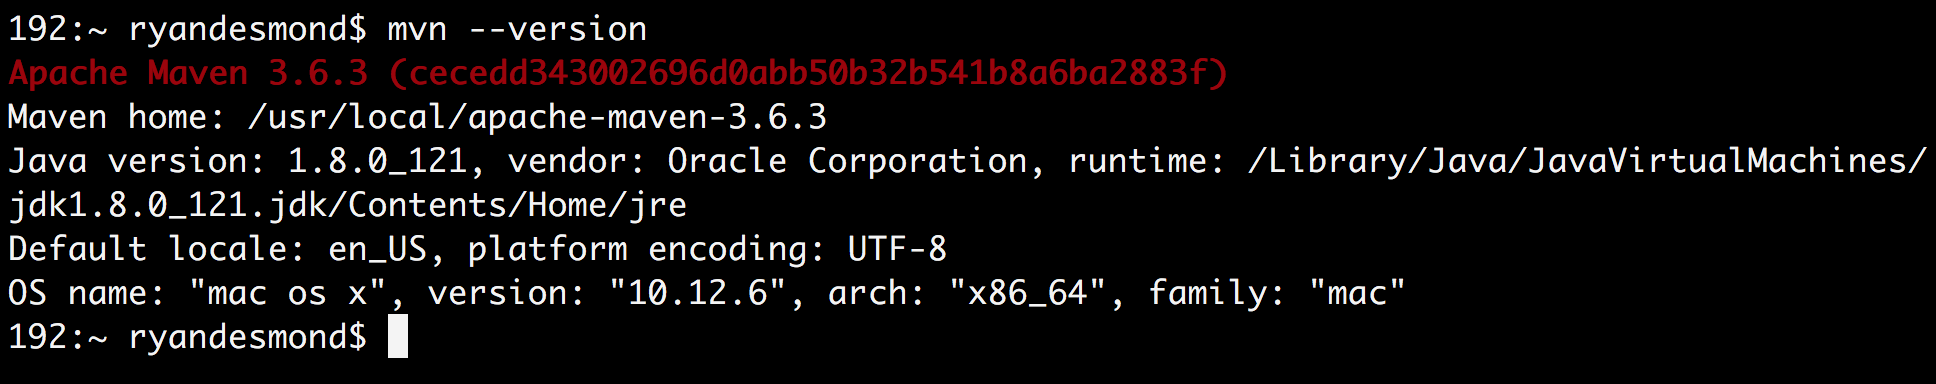 192:~ ryandesmond$ mvn --version
Apache Maven 3.6.3 (cecedd343002696d0abb50b32b541b8a6ba2883f)
Maven home: /usr/local/apache-maven-3.6.3
Java version: 1.8.0_121, vendor: Oracle Corporation, runtime: /Library/Java/JavaVirtualMachines/
jdk1.8.0_121.jdk/Contents/Home/jre
Default locale: en_US, platform encoding: UTF-8
OS name: "mac os x", version: "10.12.6", arch: "x86_64", family: "mac"
192:~ ryandesmond$